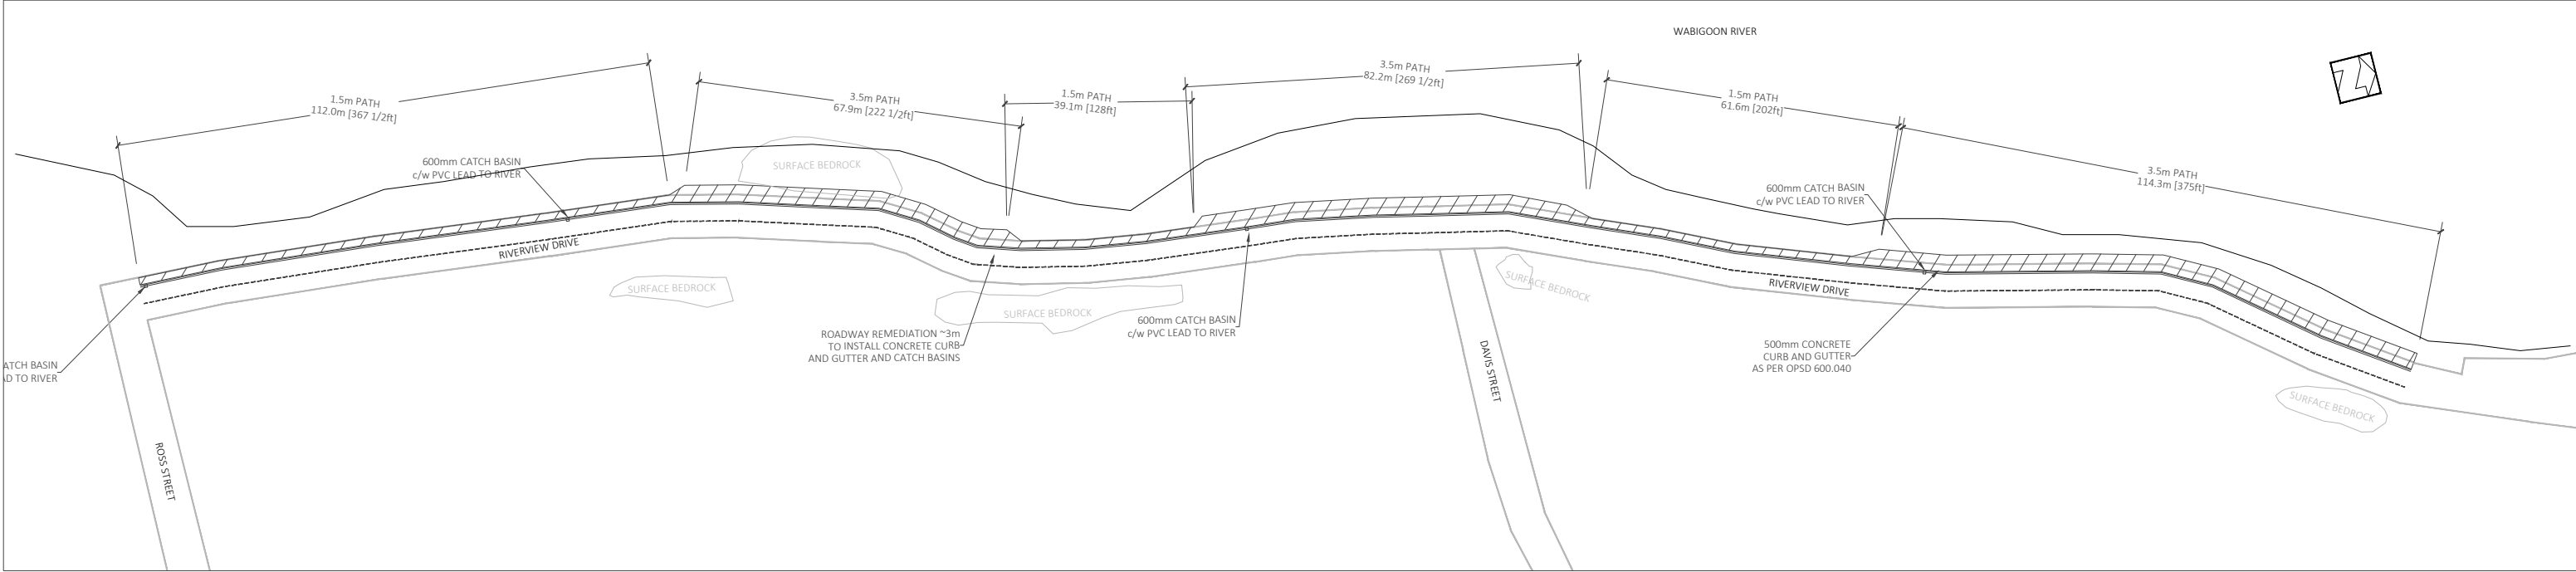 WABIGOON RIVER
1.5m PATH
112.0m [367 1/2ft]
3.5m PATH
67.9m [222 1/2ft]
1.5m PATH
39.1m [128ft]
3.5m PATH
82.2m [269 1/2ft]
1.5m PATH
61.6m [202ft]
3.5m PATH
114.3m [375ft]
600mm CATCH BASIN
c/w PVC LEAD TO RIVER
SURFACE BEDROCK
600mm CATCH BASIN
c/w PVC LEAD TO RIVER
RIVERVIEW DRIVE
SURFACE BEDROCK
SURFACE BEDROCK
SURFACE BEDROCK
RIVERVIEW DRIVE
600mm CATCH BASIN
c/w PVC LEAD TO RIVER
ROADWAY REMEDIATION ~3m
TO INSTALL CONCRETE CURB
AND GUTTER AND CATCH BASINS
500mm CONCRETE
CURB AND GUTTER
AS PER OPSD 600.040
ATCH BASIN
AD TO RIVER
DAVIS STREET
SURFACE BEDROCK
ROSS STREET